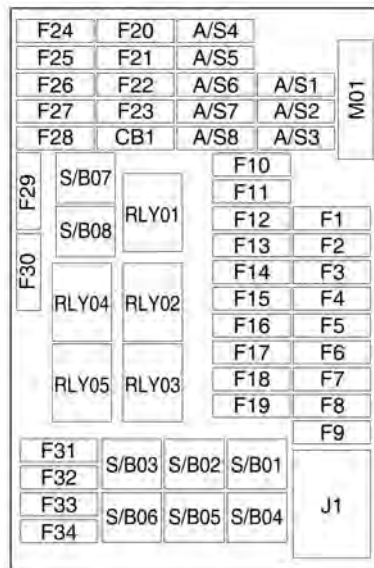 F24 F20 A/S4
F25 F21 A/S5
F26 F22 A/S6 A/S1
F27 F23 A/S7 A/S2
F28 CB1 A/S8 A/S3
M01
F29 S/B07 RLY01 F10
F11
S/B08 F12 F1
F13 F2
F30 RLY04 RLY02 F14 F3
F15 F4
F16 F5
RLY05 RLY03 F17 F6
F18 F7
F19 F8
F9
F31 S/B03 S/B02 S/B01
F32
F33 S/B06 S/B05 S/B04 J1
F34